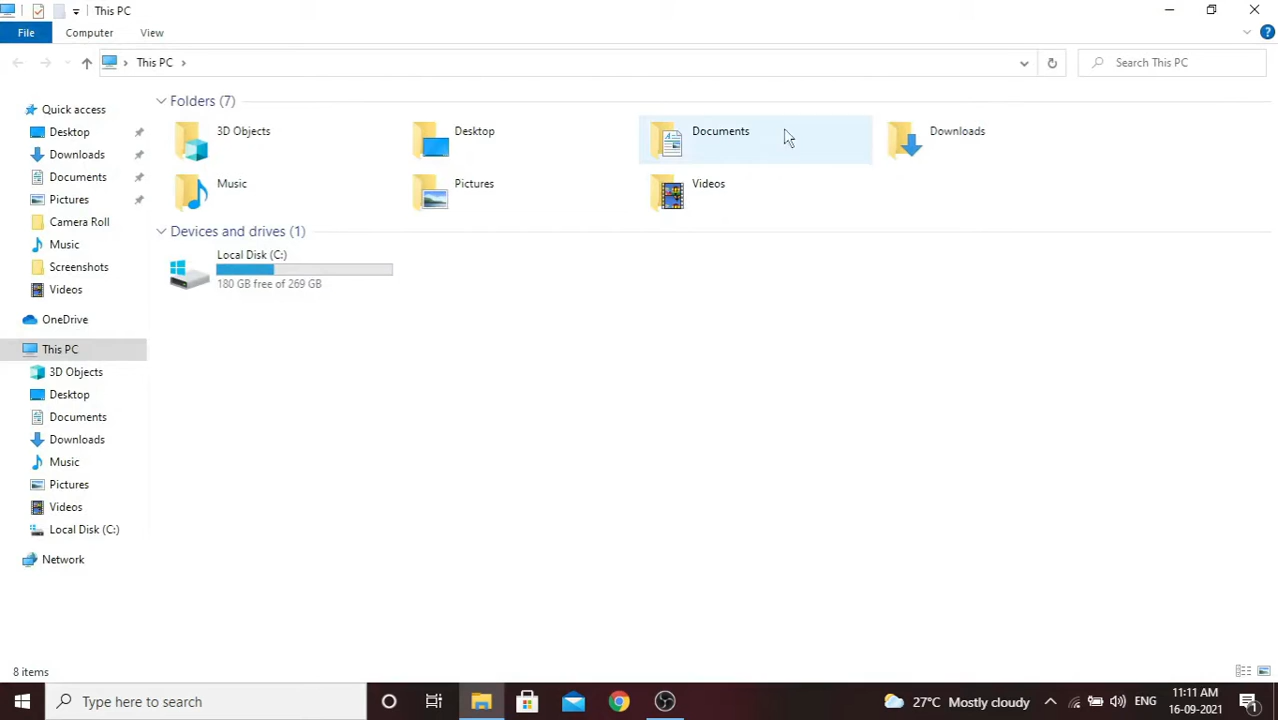 This PC
File
Computer
View
This PC
Search This PC
Quick access
Desktop
Downloads
Documents
Pictures
Camera Roll
Music
Screenshots
Videos
OneDrive
This PC
3D Objects
Desktop
Documents
Downloads
Music
Pictures
Videos
Local Disk (C:)
Network
Folders (7)
3D Objects
Desktop
Documents
Downloads
Music
Pictures
Videos
Devices and drives (1)
Local Disk (C:)
180 GB free of 269 GB
8 items
Type here to search
27°C Mostly cloudy
ENG
11:11 AM
16-09-2021
1